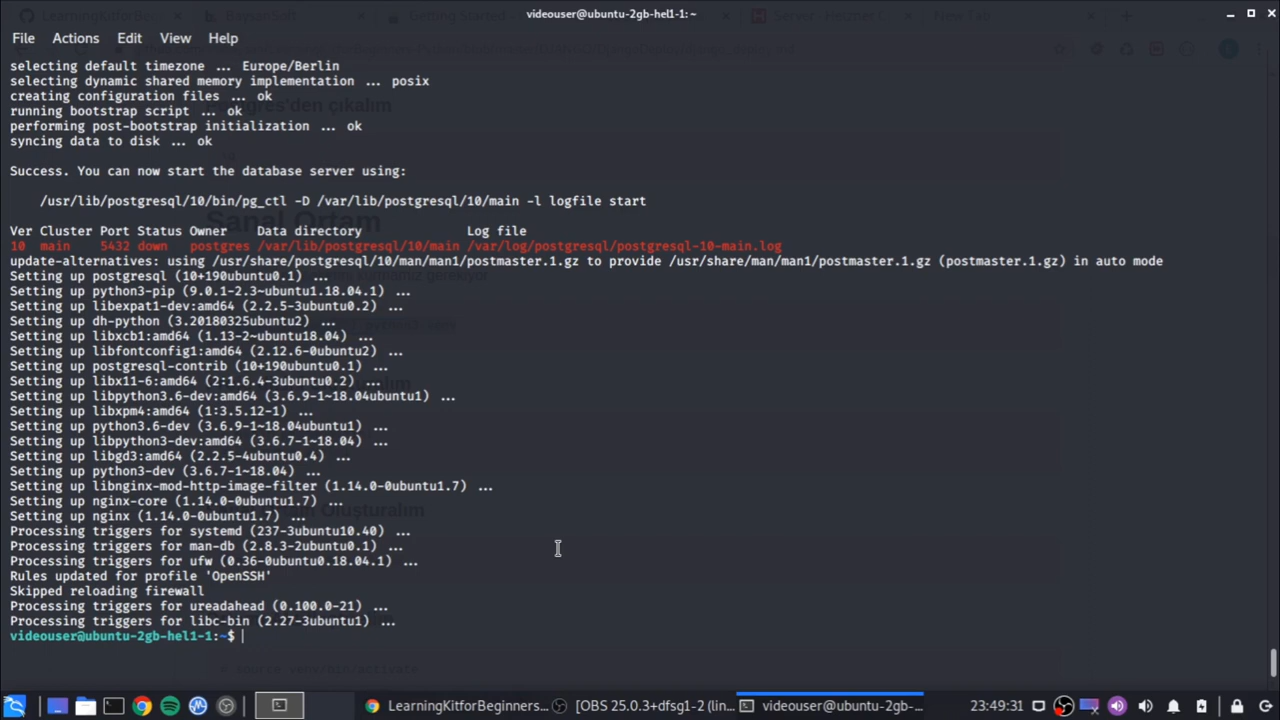 videouser@ubuntu-2gb-hel1-1: ~
File Actions Edit View Help
selecting default timezone ... Europe/Berlin
selecting dynamic shared memory implementation ... posix
creating configuration files ... ok
running bootstrap script ... ok
performing post-bootstrap initialization ... ok
syncing data to disk ... ok
Success. You can now start the database server using:
/usr/lib/postgresql/10/bin/pg_ctl -D /var/lib/postgresql/10/main -l logfile start
Ver Cluster Port Status Owner Data directory Log file
10 main 5432 down postgres /var/lib/postgresql/10/main /var/log/postgresql/postgresql-10-main.log
update-alternatives: using /usr/share/postgresql/10/man/man1/postmaster.1.gz to provide /usr/share/man/man1/postmaster.1.gz (postmaster.1.gz) in auto mode
Setting up postgresql (10+190ubuntu0.1) ...
Setting up python3-pip (9.0.1-2.3~ubuntu1.18.04.1) ...
Setting up libexpat1-dev:amd64 (2.2.5-3ubuntu0.2) ...
Setting up dh-python (3.20180325ubuntu2) ...
Setting up libxcb1:amd64 (1.13-2~ubuntu18.04) ...
Setting up libfontconfig1:amd64 (2.12.6-0ubuntu2) ...
Setting up postgresql-contrib (10+190ubuntu0.1) ...
Setting up libx11-6:amd64 (2:1.6.4-3ubuntu0.2) ...
Setting up libpython3.6-dev:amd64 (3.6.9-1~18.04ubuntu1) ...
Setting up libxpm4:amd64 (1:3.5.12-1) ...
Setting up python3.6-dev (3.6.9-1~18.04ubuntu1) ...
Setting up libpython3-dev:amd64 (3.6.7-1~18.04) ...
Setting up libgd3:amd64 (2.2.5-4ubuntu0.4) ...
Setting up python3-dev (3.6.7-1~18.04) ...
Setting up libnginx-mod-http-image-filter (1.14.0-0ubuntu1.7) ...
Setting up nginx-core (1.14.0-0ubuntu1.7) ...
Setting up nginx (1.14.0-0ubuntu1.7) ...
Processing triggers for systemd (237-3ubuntu10.40) ...
Processing triggers for man-db (2.8.3-2ubuntu0.1) ...
Processing triggers for ufw (0.36-0ubuntu0.18.04.1) ...
Rules updated for profile 'OpenSSH'
Skipped reloading firewall
Processing triggers for ureadahead (0.100.0-21) ...
Processing triggers for libc-bin (2.27-3ubuntu1) ...
videouser@ubuntu-2gb-hel1-1:~$
Sanal Ortam
# source venv/bin/activate
LearningKitforBeginners... [OBS 25.0.3+dfsg1-2 (lin... videouser@ubuntu-2gb-... 23:49:31